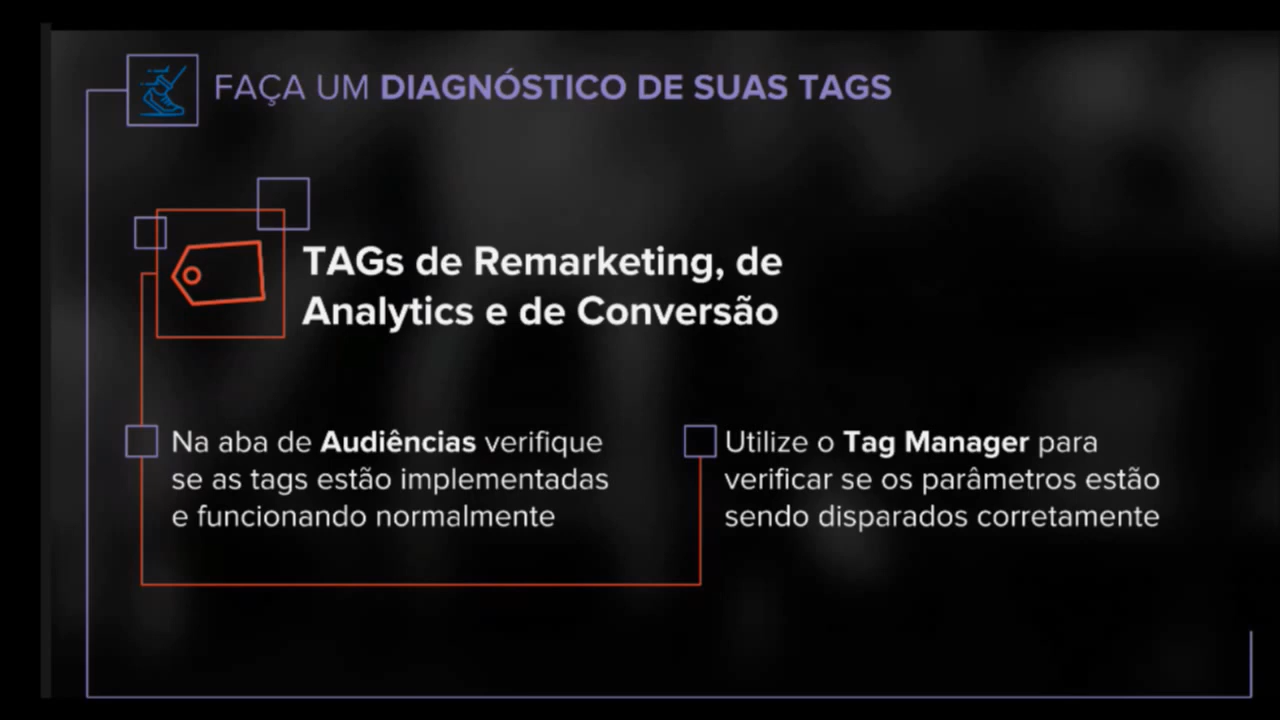 FAÇA UM DIAGNÓSTICO DE SUAS TAGS
TAGs de Remarketing, de
Analytics e de Conversão
Na aba de Audiências verifique
se as tags estão implementadas
e funcionando normalmente
Utilize o Tag Manager para
verificar se os parâmetros estão
sendo disparados corretamente